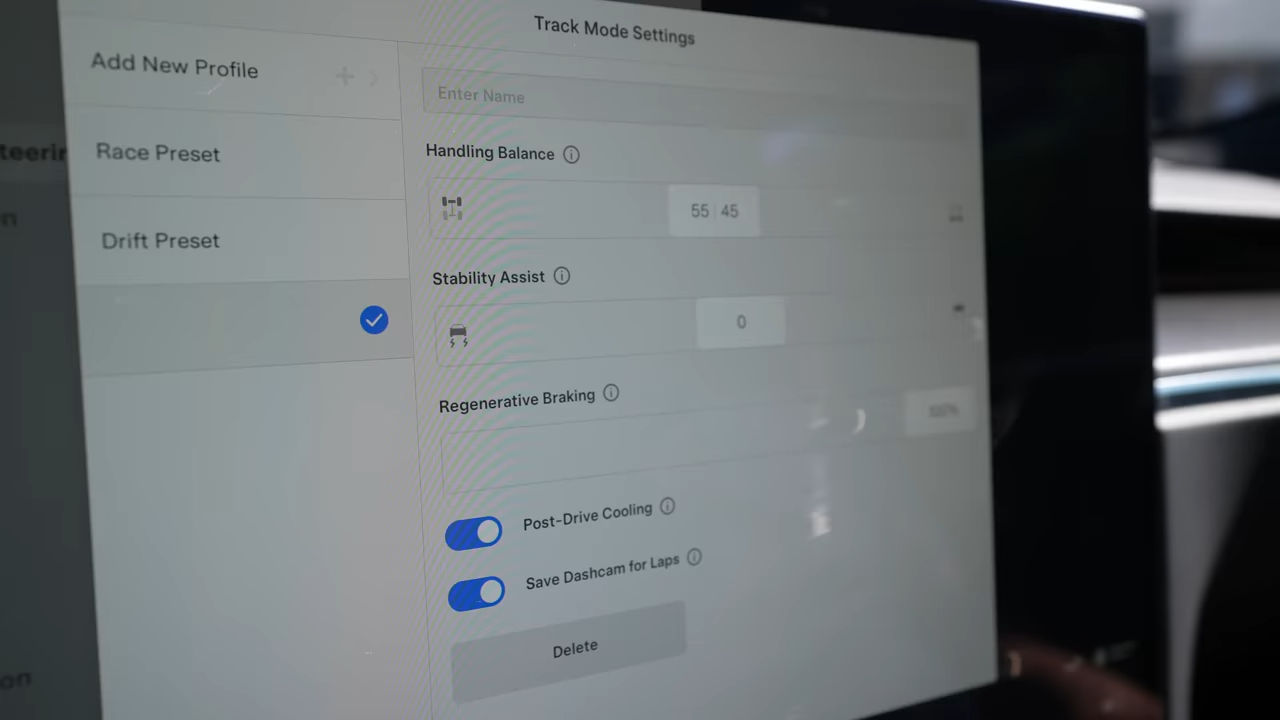 Track Mode Settings
Add New Profile
Race Preset
Drift Preset
Enter Name
Handling Balance
55 | 45
Stability Assist
0
Regenerative Braking
100%
Post-Drive Cooling
Save Dashcam for Laps
Delete